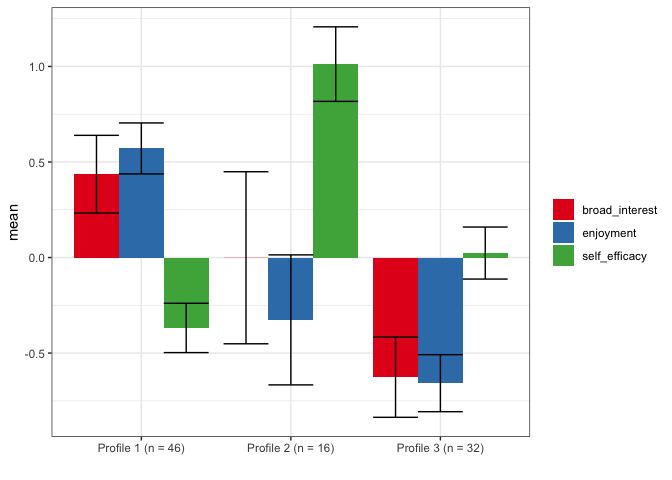 1.0
0.5
0.0
-0.5
mean
Profile 1 (n = 46)
Profile 2 (n = 16)
Profile 3 (n = 32)
broad_interest
enjoyment
self_efficacy